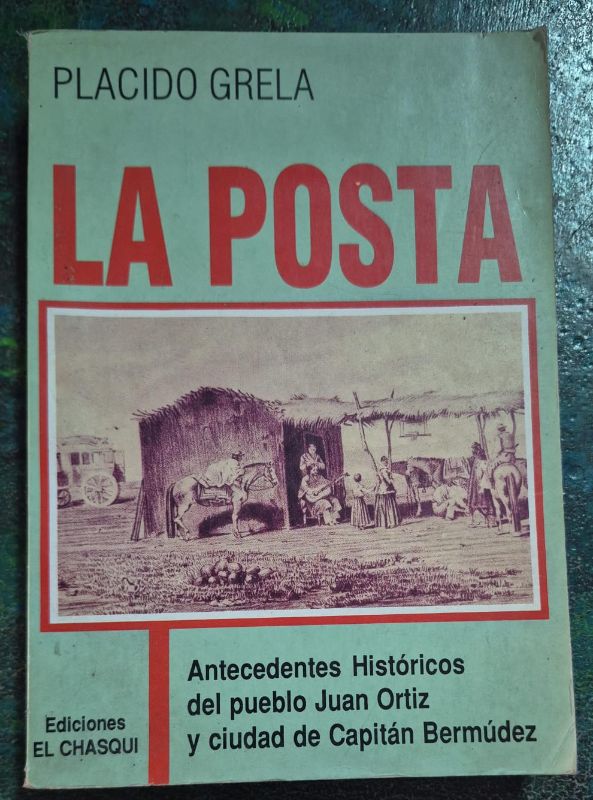 PLACIDO GRELA
LA POSTA
Antecedentes Históricos
del pueblo Juan Ortiz
y ciudad de Capitán Bermúdez
Ediciones
EL CHASQUI